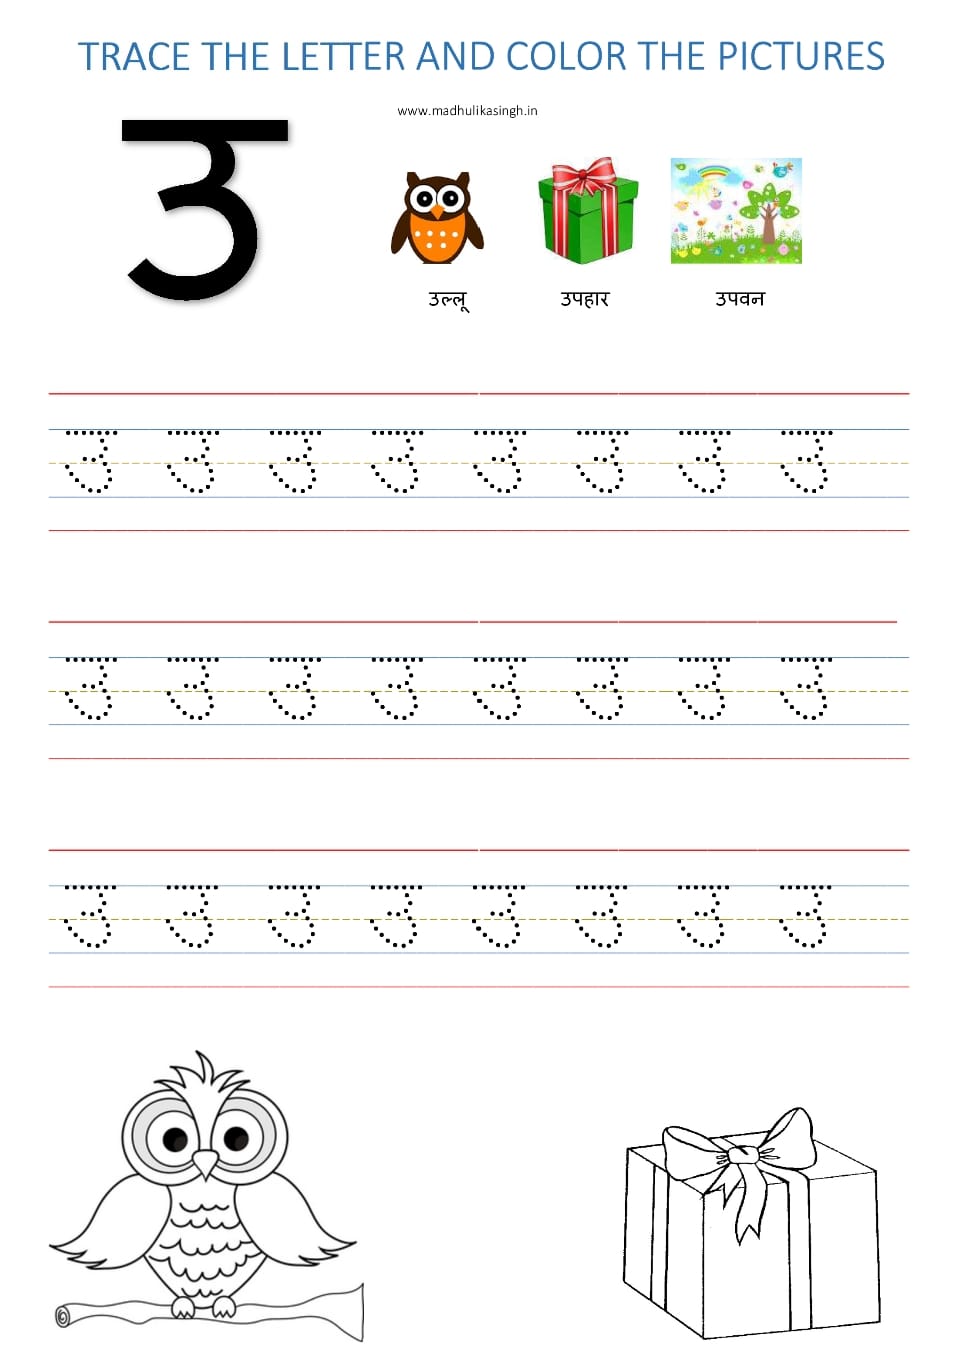 TRACE THE LETTER AND COLOR THE PICTURES
www.madhulikasingh.in
उ
उल्लू उपहार उपवन
उ उ उ उ उ उ उ उ
उ उ उ उ उ उ उ उ
उ उ उ उ उ उ उ उ